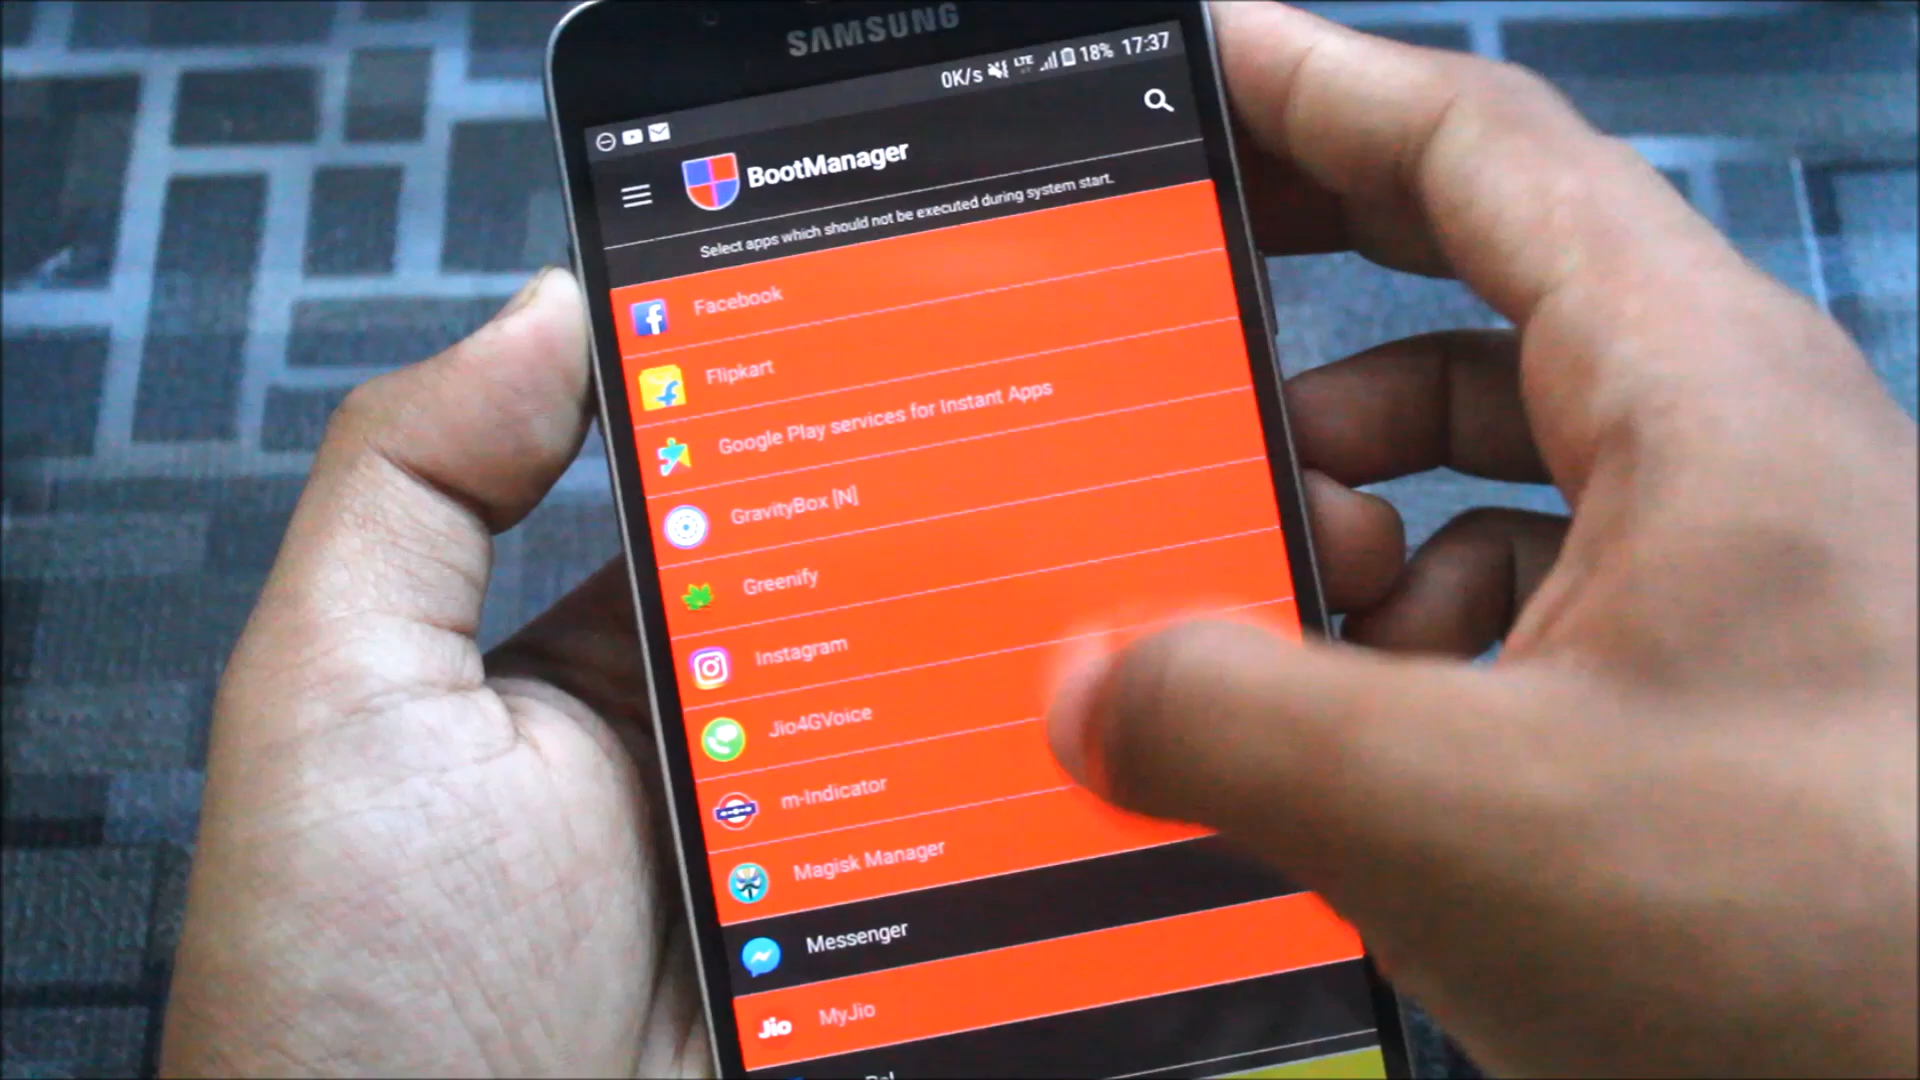 SAMSUNG
0K/s LTE 18% 17:37
BootManager
Select apps which should not be executed during system start.
Facebook
Flipkart
Google Play services for Instant Apps
GravityBox [N]
Greenify
Instagram
Jio4GVoice
m-Indicator
Magisk Manager
Messenger
Jio MyJio